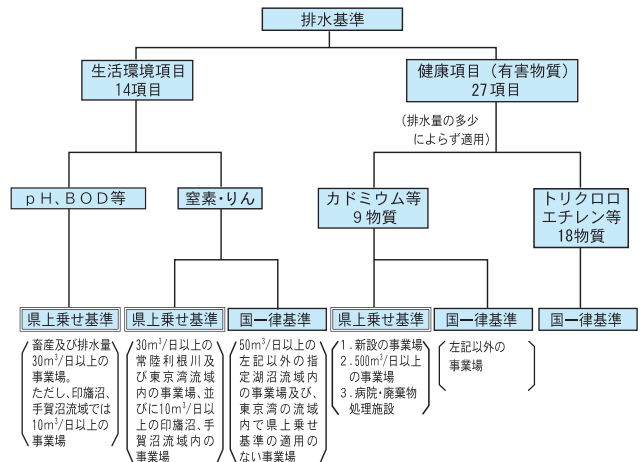 排水基準
生活環境項目
14項目
健康項目（有害物質）
27項目
（排水量の多少
によらず適用）
ｐＨ、ＢＯＤ等
窒素・りん
カドミウム等
９物質
トリクロロ
エチレン等
18物質
県上乗せ基準
県上乗せ基準
国一律基準
県上乗せ基準
国一律基準
国一律基準
畜産及び排水量
30m³/日以上の
事業場。
ただし、印旛沼、
手賀沼流域では
10m³/日以上の
事業場
30m³/日以上の
常陸利根川及
び東京湾流域
内の事業場、並
びに10m³/日以
上の印旛沼、手
賀沼流域内の
事業場
50m³/日以上の
左記以外の指
定湖沼流域内
の事業場及び、
東京湾の流域
内で県上乗せ
基準の適用の
ない事業場
１．新設の事業場
２．500m³/日以上
の事業場
３．病院・廃棄物
処理施設
左記以外の
事業場